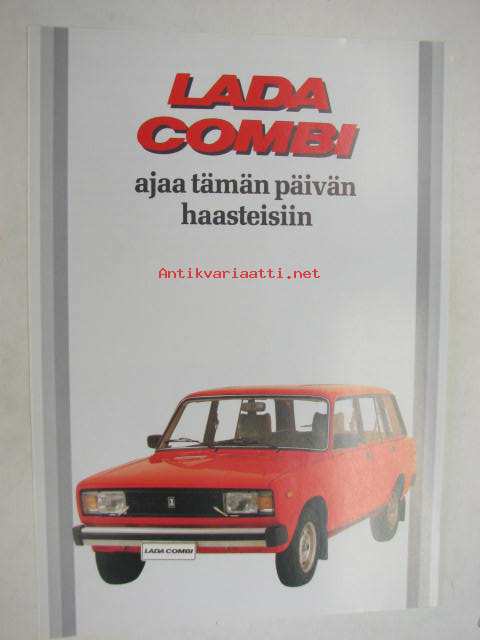 LADA
COMBI
ajaa tämän päivän
haasteisiin
Antikvariaatti.net
LADA COMBI